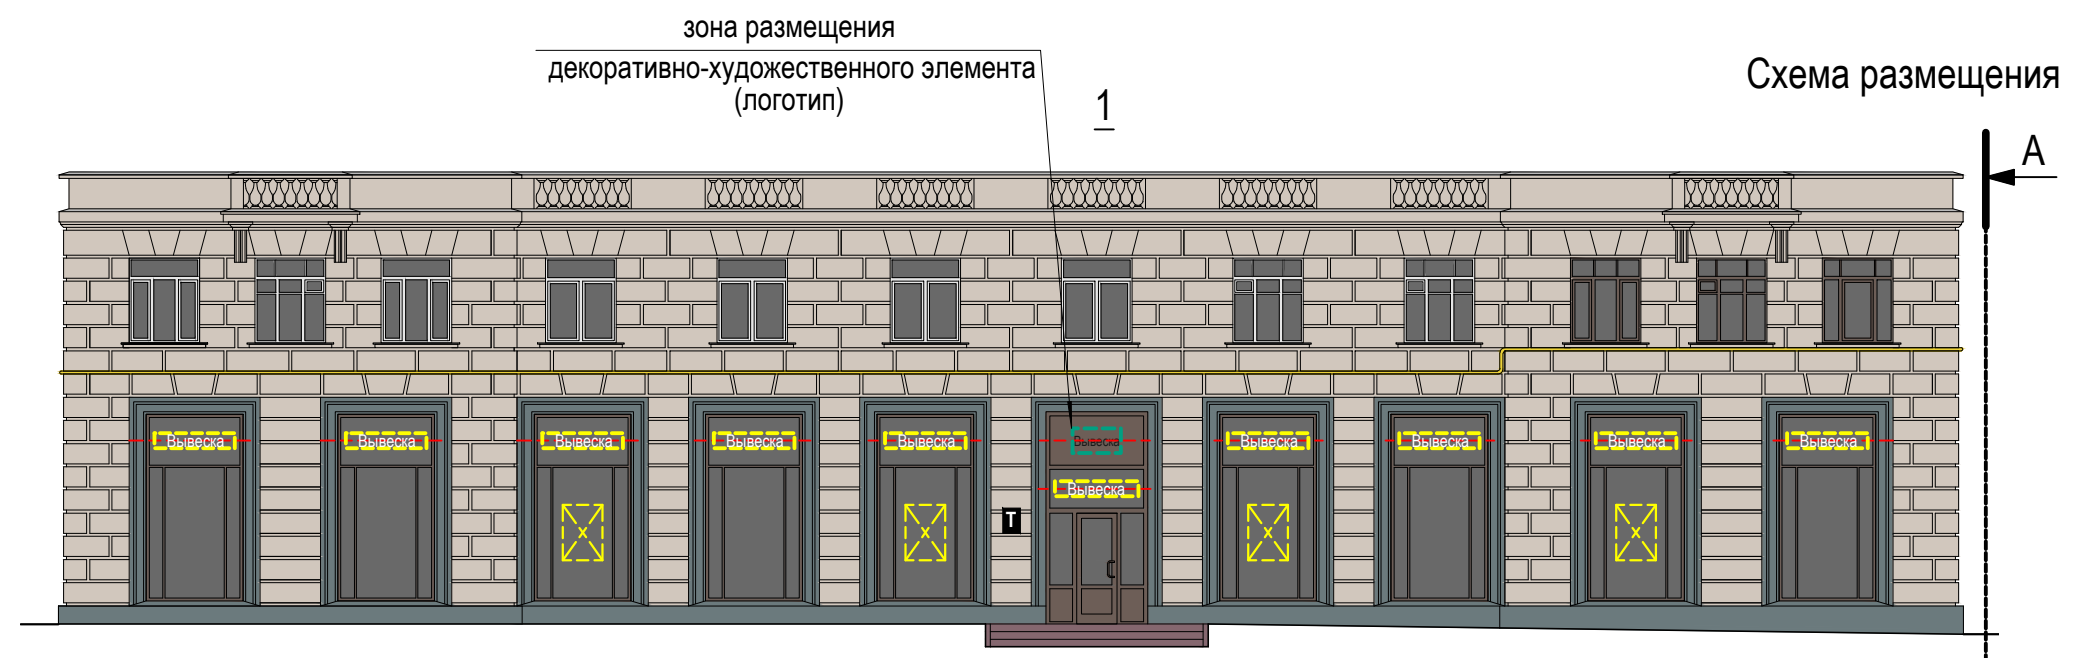 зона размещения
декоративно-художественного элемента
(логотип)
1
Схема размещения
А
Вывеска
Вывеска
Вывеска
Вывеска
Вывеска
Вывеска
Вывеска
Вывеска
Вывеска
Вывеска
Вывеска
Т